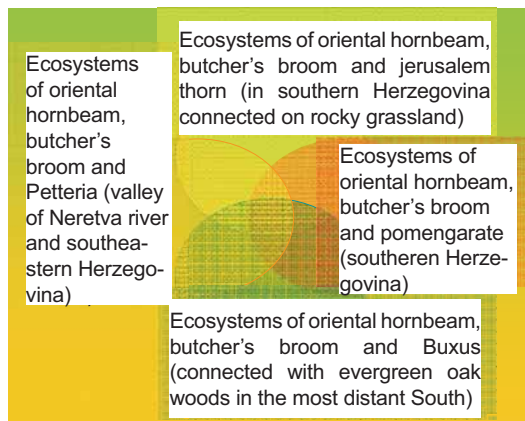 Ecosystems of oriental hornbeam,
butcher's broom and jerusalem
thorn (in southern Herzegovina
connected on rocky grassland)
Ecosystems
of oriental
hornbeam,
butcher's
broom and
Petteria (valley
of Neretva river
and southea-
stern Herzego-
vina)
Ecosystems of
oriental hornbeam,
butcher's broom
and pomengarate
(southeren Herze-
govina)
Ecosystems of oriental hornbeam,
butcher's broom and Buxus
(connected with evergreen oak
woods in the most distant South)